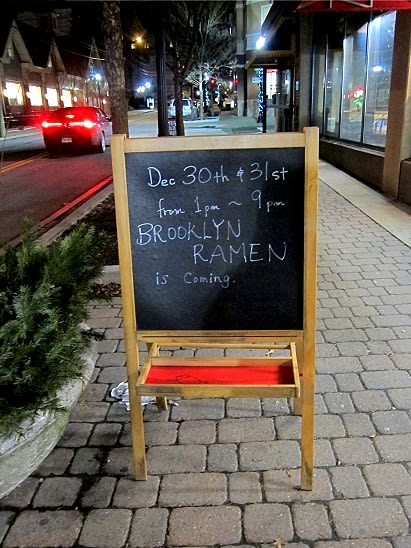 Dec 30th & 31st
from 1pm ~ 9pm
BROOKLYN
RAMEN
is Coming.